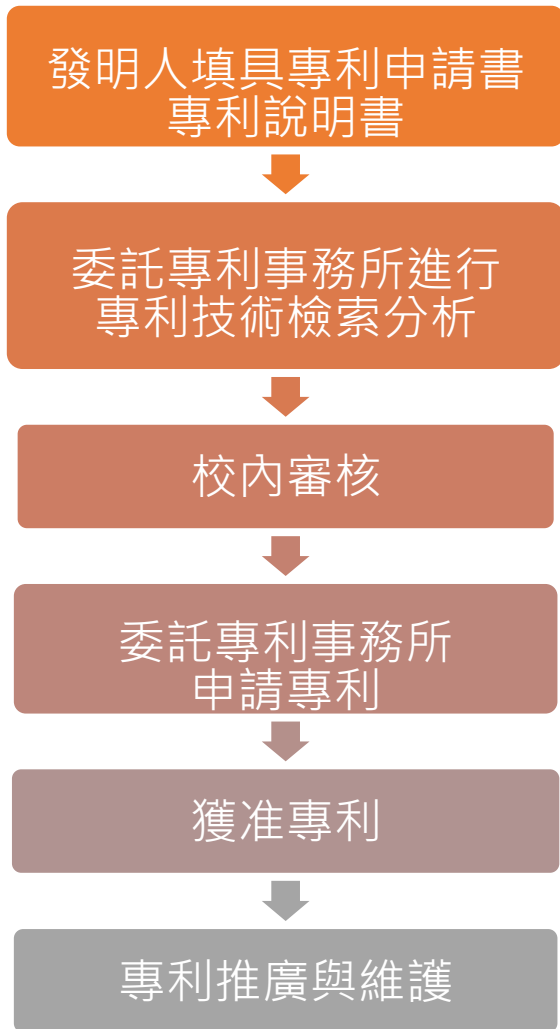 發明人填具專利申請書
專利說明書
委託專利事務所進行
專利技術檢索分析
校內審核
委託專利事務所
申請專利
獲准專利
專利推廣與維護